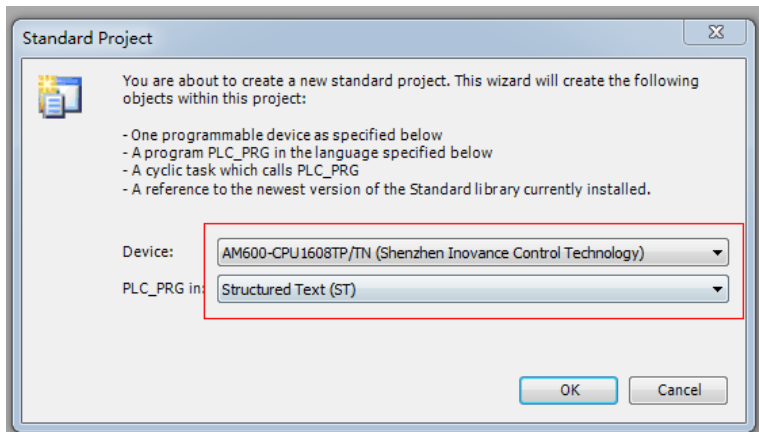 Standard Project
You are about to create a new standard project. This wizard will create the following
objects within this project:
- One programmable device as specified below
- A program PLC_PRG in the language specified below
- A cyclic task which calls PLC_PRG
- A reference to the newest version of the Standard library currently installed.
Device: AM600-CPU1608TP/TN (Shenzhen Inovance Control Technology)
PLC_PRG in: Structured Text (ST)
OK Cancel